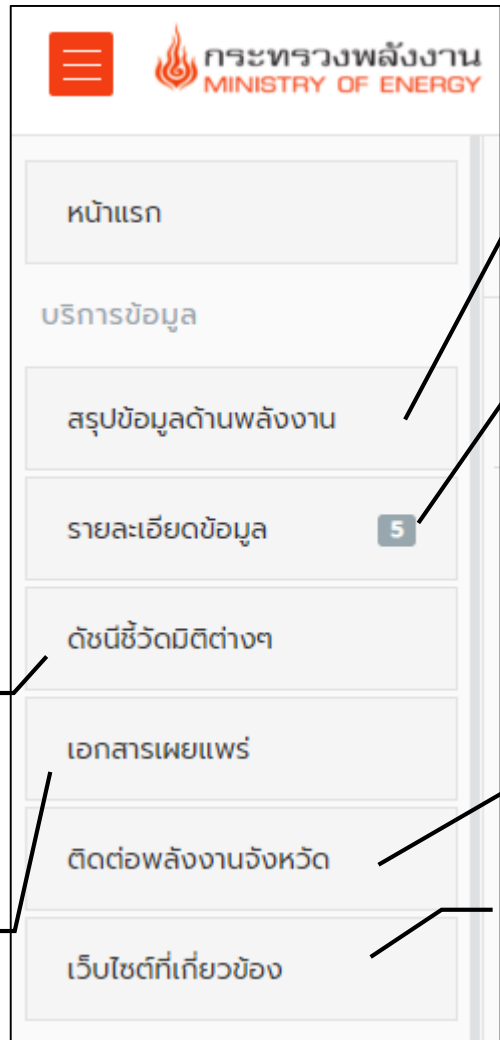 กระทรวงพลังงาน
MINISTRY OF ENERGY
หน้าแรก
บริการข้อมูล
สรุปข้อมูลด้านพลังงาน
รายละเอียดข้อมูล 5
ดัชนีชี้วัดมิติต่างๆ
เอกสารเผยแพร่
ติดต่อพลังงานจังหวัด
เว็บไซต์ที่เกี่ยวข้อง